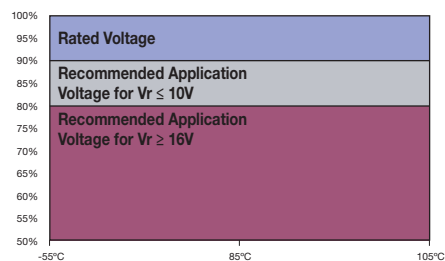 100%
95%
90%
85%
80%
75%
70%
65%
60%
55%
50%
Rated Voltage
Recommended Application
Voltage for Vr ≤ 10V
Recommended Application
Voltage for Vr ≥ 16V
-55ºC
85ºC
105ºC